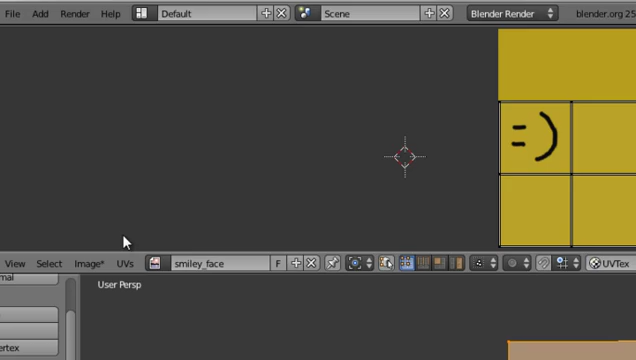 File Add Render Help Default Scene Blender Render blender.org 25
=)
View Select Image* UVs smiley_face F UVTex
mal User Persp
ertex